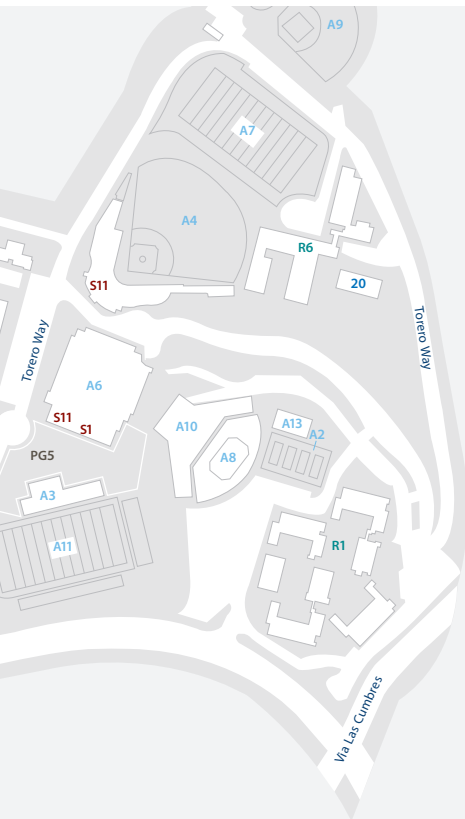 A9
A7
A4
R6
20
S11
Torero Way
Torero Way
A6
S11
S1
A10
A13
A2
A8
PG5
A3
A11
R1
Via Las Cumbres